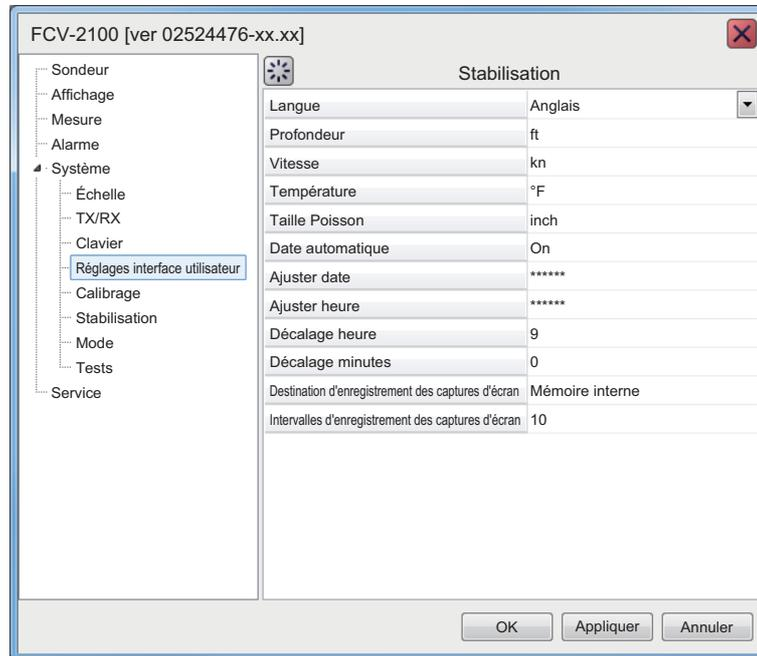 FCV-2100 [ver 02524476-xx.xx]
Sondeur
Affichage
Mesure
Alarme
Système
Échelle
TX/RX
Clavier
Réglages interface utilisateur
Calibrage
Stabilisation
Mode
Tests
Service
Stabilisation
Langue Anglais
Profondeur ft
Vitesse kn
Température °F
Taille Poisson inch
Date automatique On
Ajuster date ******
Ajuster heure ******
Décalage heure 9
Décalage minutes 0
Destination d'enregistrement des captures d'écran Mémoire interne
Intervalles d'enregistrement des captures d'écran 10
OK Appliquer Annuler